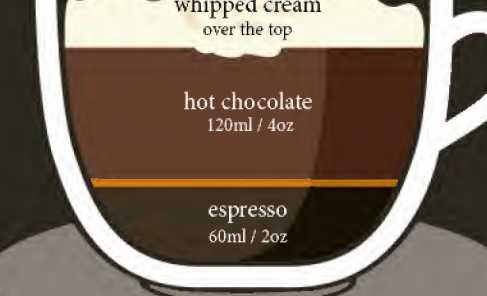 whipped cream
over the top
hot chocolate
120ml / 4oz
espresso
60ml / 2oz